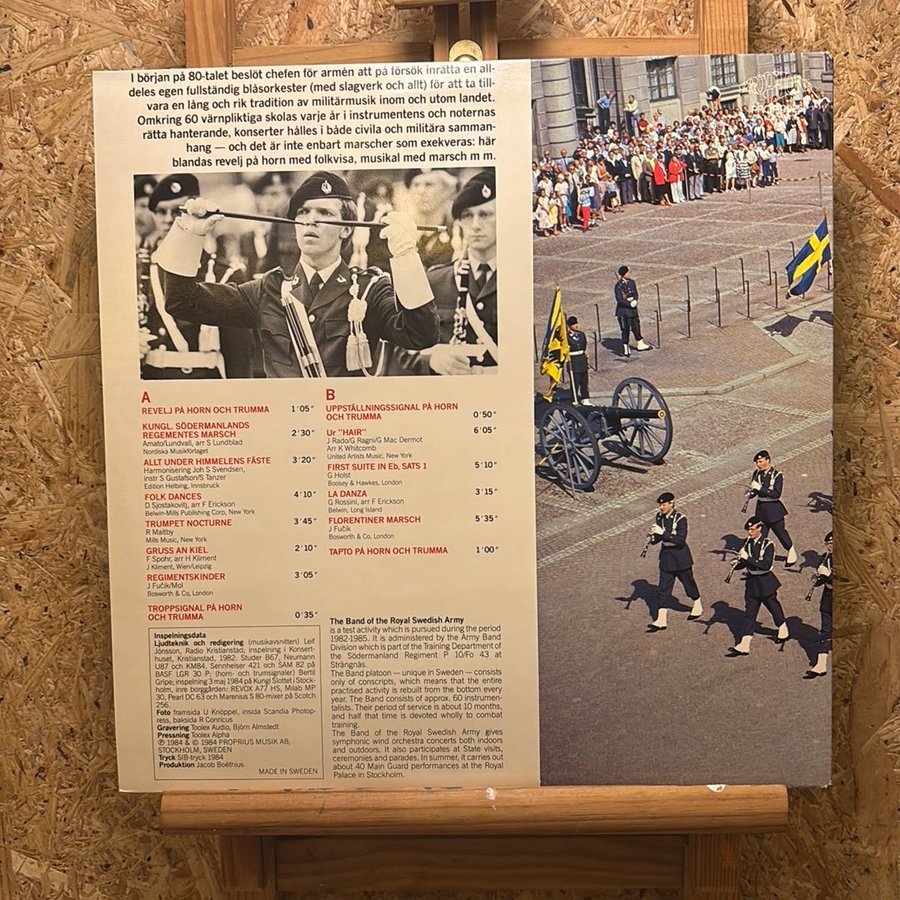 I början på 80-talet beslöt chefen för armén att på försök inrätta en all-
deles egen fullständig blåsorkester (med slagverk och allt) för att ta till-
vara en lång och rik tradition av militärmusik inom och utom landet.
Omkring 60 värnpliktiga skolas varje år i instrumentens och noternas
rätta hanterande, konserter hålles i både civila och militära samman-
hang — och det är inte enbart marscher som exekveras: här
blandas revelj på horn med folkvisa, musikal med marsch m m.
PROPRIUS
A
REVELJ PÅ HORN OCH TRUMMA 1'05"
KUNGL. SÖDERMANLANDS
REGEMENTES MARSCH 2'30"
Amato/Lundvall, arr S Lundblad
Nordiska Musikförlaget
ALLT UNDER HIMMELENS FÄSTE 3'20"
Harmonisering Joh S Svendsen,
instr S Gustafson/S Tanzer
Edition Helbing, Innsbruck
FOLK DANCES 4'10"
D Sjostakovitj, arr F Erickson
Belwin-Mills Publishing Corp, New York
TRUMPET NOCTURNE 3'45"
R Maltby
Mills Music, New York
GRUSS AN KIEL 2'10"
F Spohr, arr H Kliment
J Kliment, Wien/Leipzig
REGIMENTSKINDER 3'05"
J Fučik/Mol
Bosworth & Co, London
TROPPSIGNAL PÅ HORN
OCH TRUMMA 0'35"
B
UPPSTÄLLNINGSSIGNAL PÅ HORN
OCH TRUMMA 0'50"
Ur "HAIR" 6'05"
J Rado/G Ragni/G Mac Dermot
Arr K Whitcomb
United Artists Music, New York
FIRST SUITE IN Eb, SATS 1 5'10"
G Holst
Boosey & Hawkes, London
LA DANZA 3'15"
G Rossini, arr F Erickson
Belwin, Long Island
FLORENTINER MARSCH 5'35"
J Fučik
Bosworth & Co, London
TAPTO PÅ HORN OCH TRUMMA 1'00"
Inspelningsdata
Ljudteknik och redigering (musikavsnitten) Leif
Jönsson, Radio Kristianstad; inspelning i Konsert-
huset, Kristianstad, 1982: Studer B67, Neumann
U87 och KM84, Sennheiser 421 och SAM 82 på
BASF LGR 30 P; (horn- och trumsignaler) Bertil
Gripe; inspelning 3 maj 1984 på Kungl Slottet i Stock-
holm, inre borggården: REVOX A77 HS, Milab MP
30, Pearl DC 63 och Marenius S 80-mixer på Scotch
256.
Foto framsida U Knöppel, insida Scandia Photop-
ress, baksida R Conricus
Gravering Toolex Audio, Björn Almstedt
Pressning Toolex Alpha
℗ 1984 & © 1984 PROPRIUS MUSIK AB,
STOCKHOLM, SWEDEN
Tryck SIB-tryck 1984
Produktion Jacob Boëthius
MADE IN SWEDEN
The Band of the Royal Swedish Army
is a test activity which is pursued during the period
1982-1985. It is administered by the Army Band
Division which is part of the Training Department of
the Södermanland Regiment P 10/Fo 43 at
Strängnäs.
The Band platoon — unique in Sweden — consists
only of conscripts, which means that the entire
practised activity is rebuilt from the bottom every
year. The Band consists of approx. 60 instrumen-
talists. Their period of service is about 10 months,
and half that time is devoted wholly to combat
training.
The Band of the Royal Swedish Army gives
symphonic wind orchestra concerts both indoors
and outdoors. It also participates at State visits,
ceremonies and parades. In summer, it carries out
about 40 Main Guard performances at the Royal
Palace in Stockholm.